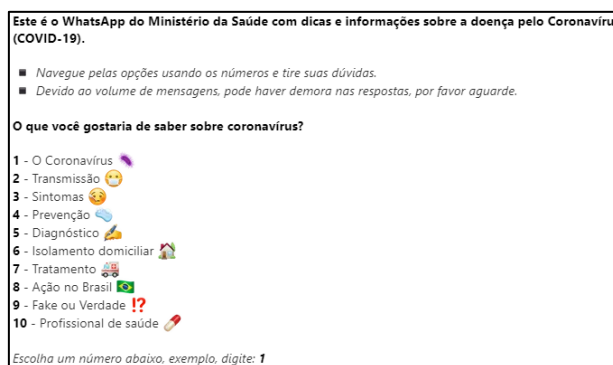 Este é o WhatsApp do Ministério da Saúde com dicas e informações sobre a doença pelo
(COVID-19).
▪ Navegue pelas opções usando os números e tire suas dúvidas.
▪ Devido ao volume de mensagens, pode haver demora nas respostas, por favor aguarde.
O que você gostaria de saber sobre coronavírus?
1 - O Coronavírus 🦠
2 - Transmissão 😷
3 - Sintomas 🤒
4 - Prevenção 🧼
5 - Diagnóstico ✍
6 - Isolamento domiciliar 🏡
7 - Tratamento 🚑
8 - Ação no Brasil 🇧🇷
9 - Fake ou Verdade ⁉
10 - Profissional de saúde 💊
Escolha um número abaixo, exemplo, digite: 1